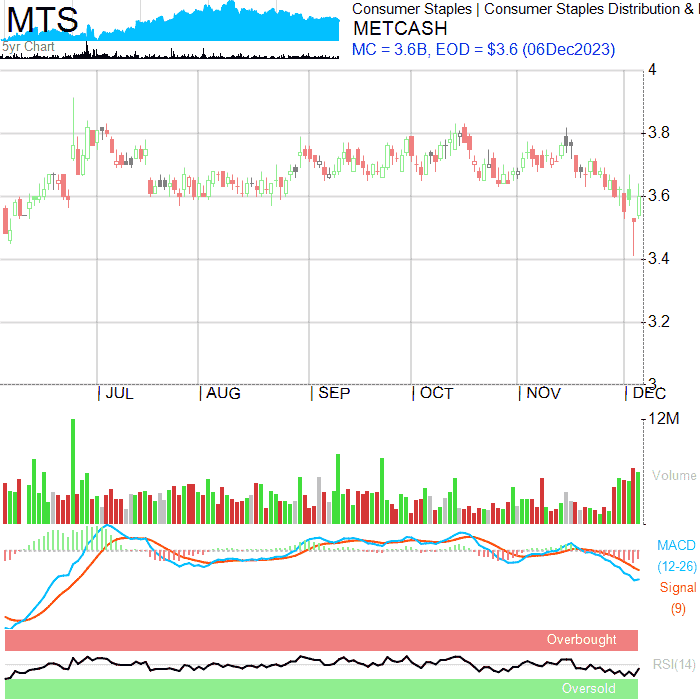 MTS
5yr Chart
Consumer Staples | Consumer Staples Distribution &
METCASH
MC = 3.6B, EOD = $3.6 (06Dec2023)
4
3.8
3.6
3.4
3.2
3
| JUL | AUG | SEP | OCT | NOV | DEC
12M
Volume
MACD
(12-26)
Signal
(9)
Overbought
RSI(14)
Oversold